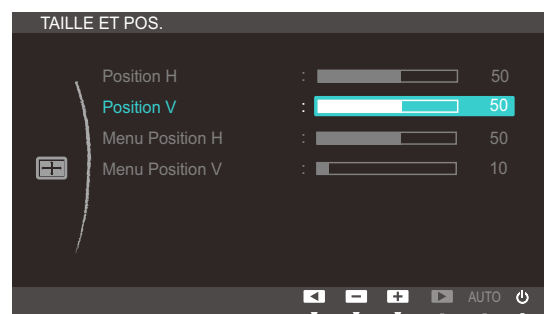 TAILLE ET POS.
Position H : 50
Position V : 50
Menu Position H : 50
Menu Position V : 10
AUTO